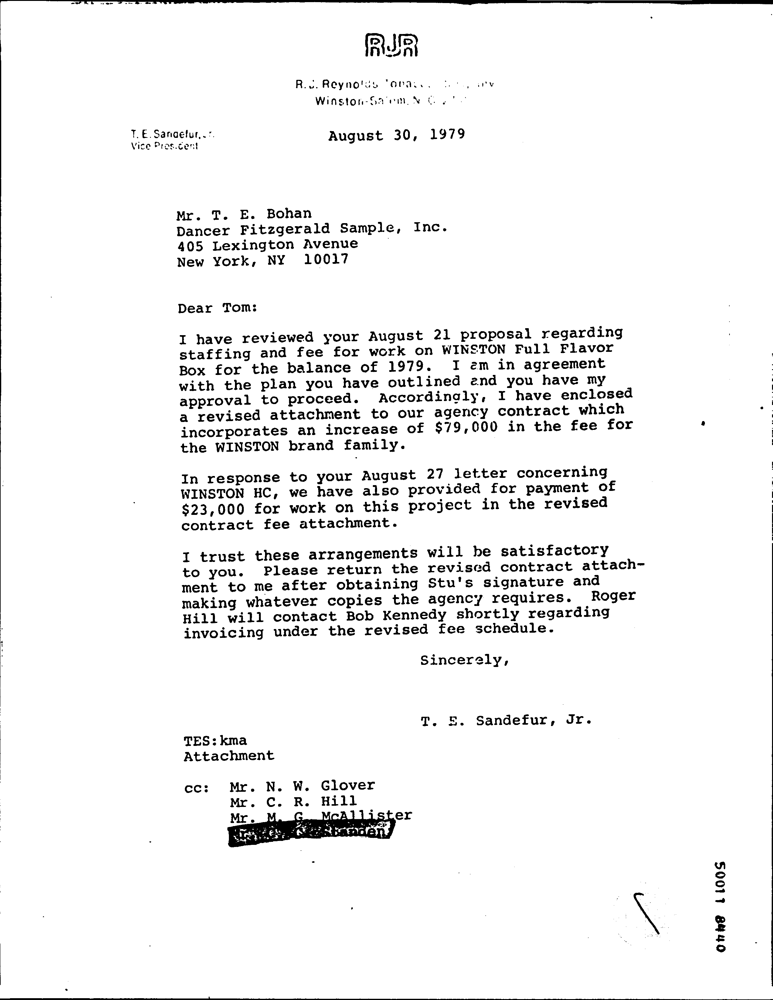 RJR
R.J. Reynolds
Winston-Salem, N.C.
T. E. Sandefur, Jr.
Vice President
August 30, 1979
Mr. T. E. Bohan
Dancer Fitzgerald Sample, Inc.
405 Lexington Avenue
New York, NY 10017
Dear Tom:
I have reviewed your August 21 proposal regarding
staffing and fee for work on WINSTON Full Flavor
Box for the balance of 1979. I am in agreement
with the plan you have outlined and you have my
approval to proceed. Accordingly, I have enclosed
a revised attachment to our agency contract which
incorporates an increase of $79,000 in the fee for
the WINSTON brand family.
In response to your August 27 letter concerning
WINSTON HC, we have also provided for payment of
$23,000 for work on this project in the revised
contract fee attachment.
I trust these arrangements will be satisfactory
to you. Please return the revised contract attach-
ment to me after obtaining Stu's signature and
making whatever copies the agency requires. Roger
Hill will contact Bob Kennedy shortly regarding
invoicing under the revised fee schedule.
Sincerely,
T. E. Sandefur, Jr.
TES:kma
Attachment
cc: Mr. N. W. Glover
Mr. C. R. Hill
Mr. M. G. McAllister
50011 8440